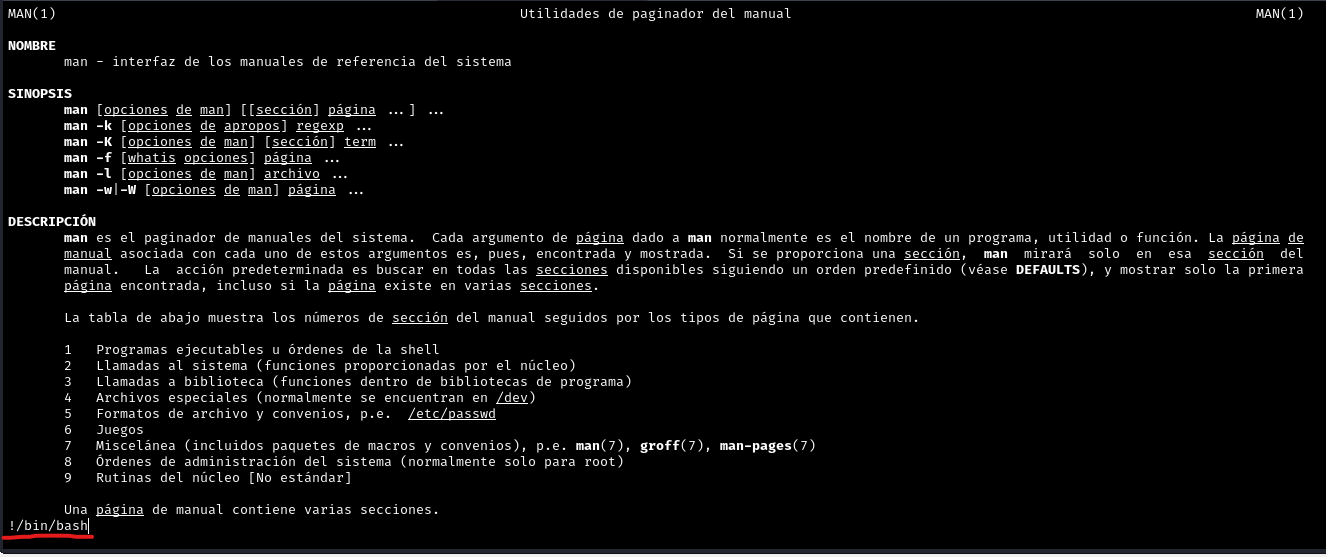 MAN(1) Utilidades de paginador del manual MAN(1)
NOMBRE
man - interfaz de los manuales de referencia del sistema
SINOPSIS
man [opciones de man] [[sección] página ...] ...
man -k [opciones de apropos] regexp ...
man -K [opciones de man] [sección] term ...
man -f [whatis opciones] página ...
man -l [opciones de man] archivo ...
man -w|-W [opciones de man] página ...
DESCRIPCIÓN
man es el paginador de manuales del sistema. Cada argumento de página dado a man normalmente es el nombre de un programa, utilidad o función. La página de
manual asociada con cada uno de estos argumentos es, pues, encontrada y mostrada. Si se proporciona una sección, man mirará solo en esa sección del
manual. La acción predeterminada es buscar en todas las secciones disponibles siguiendo un orden predefinido (véase DEFAULTS), y mostrar solo la primera
página encontrada, incluso si la página existe en varias secciones.
La tabla de abajo muestra los números de sección del manual seguidos por los tipos de página que contienen.
1 Programas ejecutables u órdenes de la shell
2 Llamadas al sistema (funciones proporcionadas por el núcleo)
3 Llamadas a biblioteca (funciones dentro de bibliotecas de programa)
4 Archivos especiales (normalmente se encuentran en /dev)
5 Formatos de archivo y convenios, p.e. /etc/passwd
6 Juegos
7 Miscelánea (incluidos paquetes de macros y convenios), p.e. man(7), groff(7), man-pages(7)
8 Órdenes de administración del sistema (normalmente solo para root)
9 Rutinas del núcleo [No estándar]
Una página de manual contiene varias secciones.
!/bin/bash